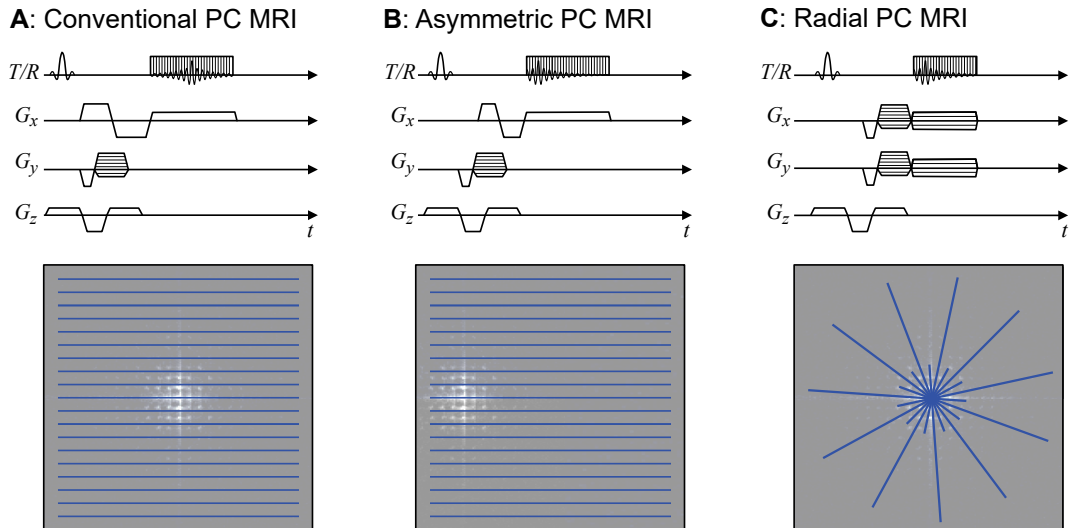 A: Conventional PC MRI
T/R
Gx
Gy
Gz
t
B: Asymmetric PC MRI
T/R
Gx
Gy
Gz
t
C: Radial PC MRI
T/R
Gx
Gy
Gz
t